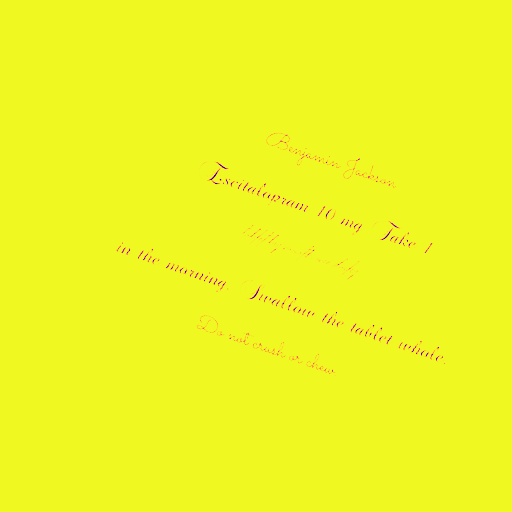 Benjamin Jackson
Escitalopram 10 mg Take 1
in the morning. Swallow the tablet whole.
Do not crush or chew